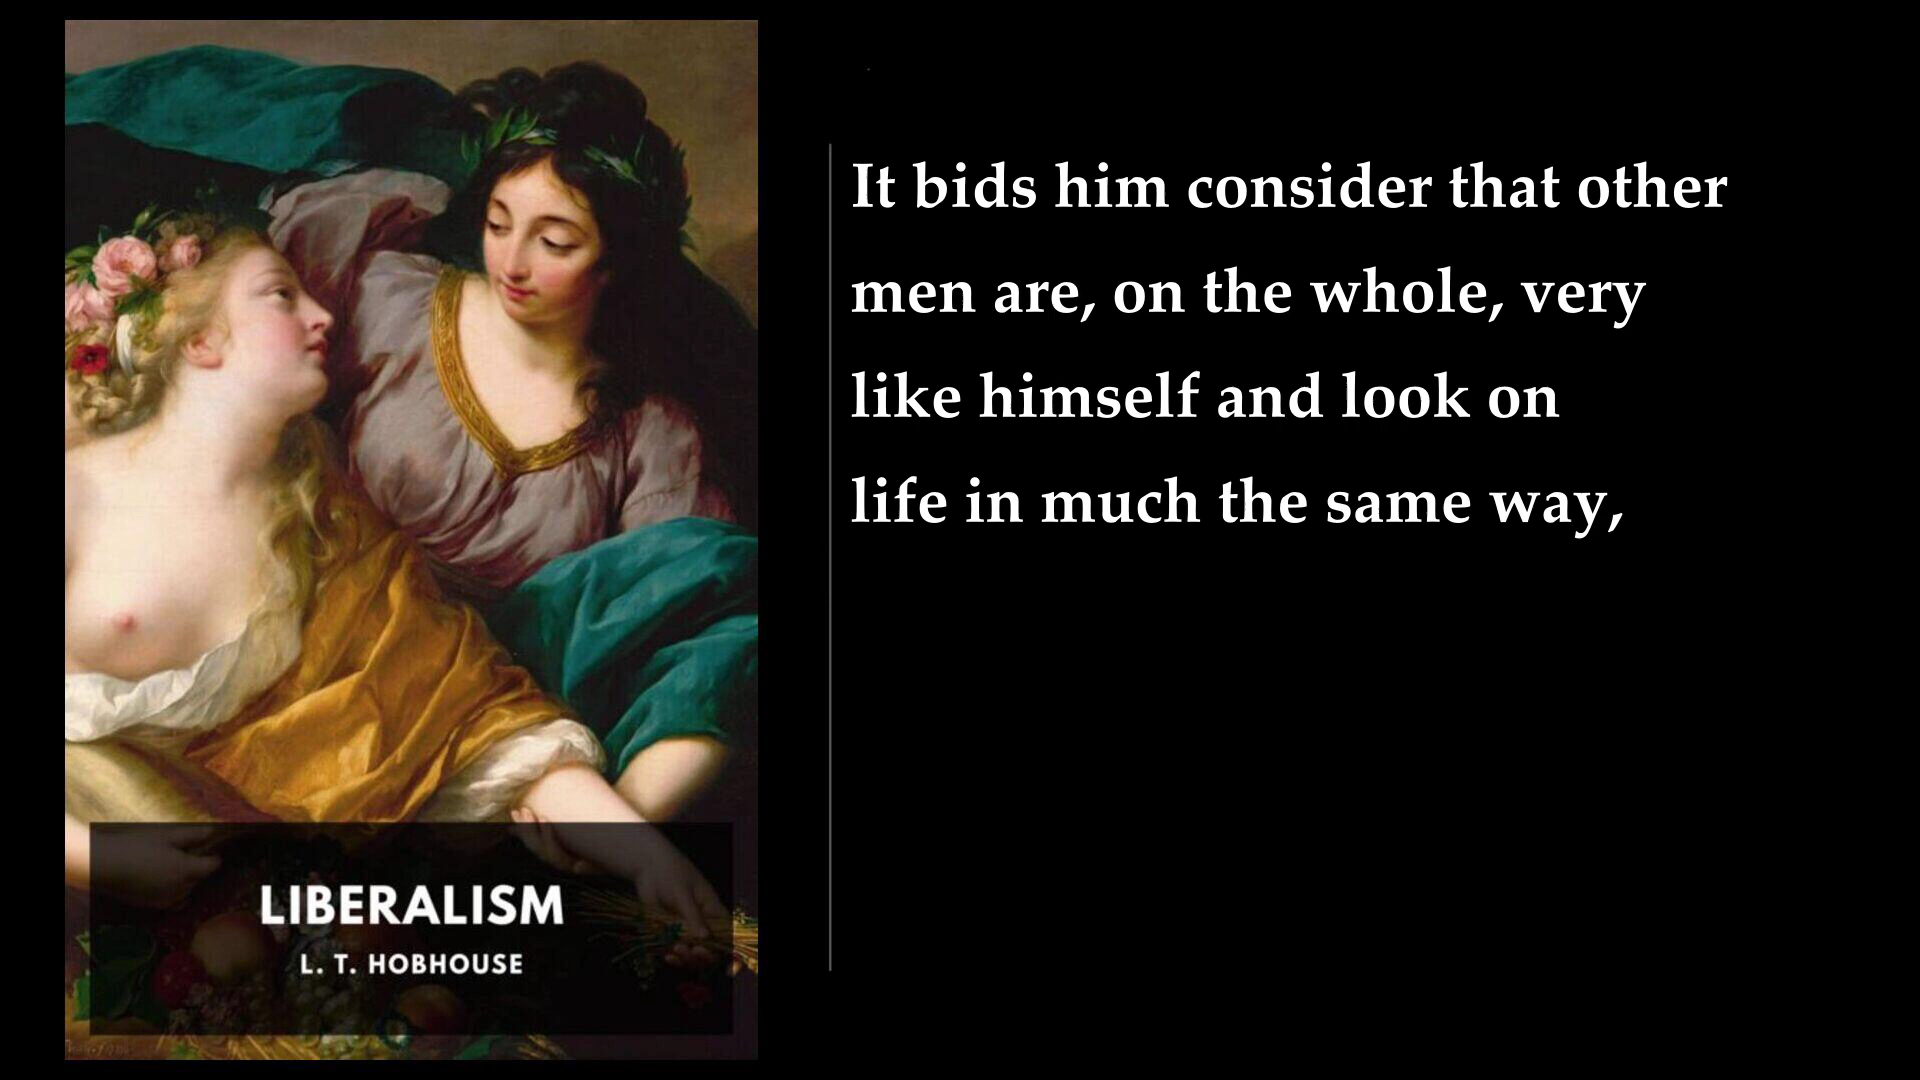 It bids him consider that other
men are, on the whole, very
like himself and look on
life in much the same way,
LIBERALISM
L. T. HOBHOUSE